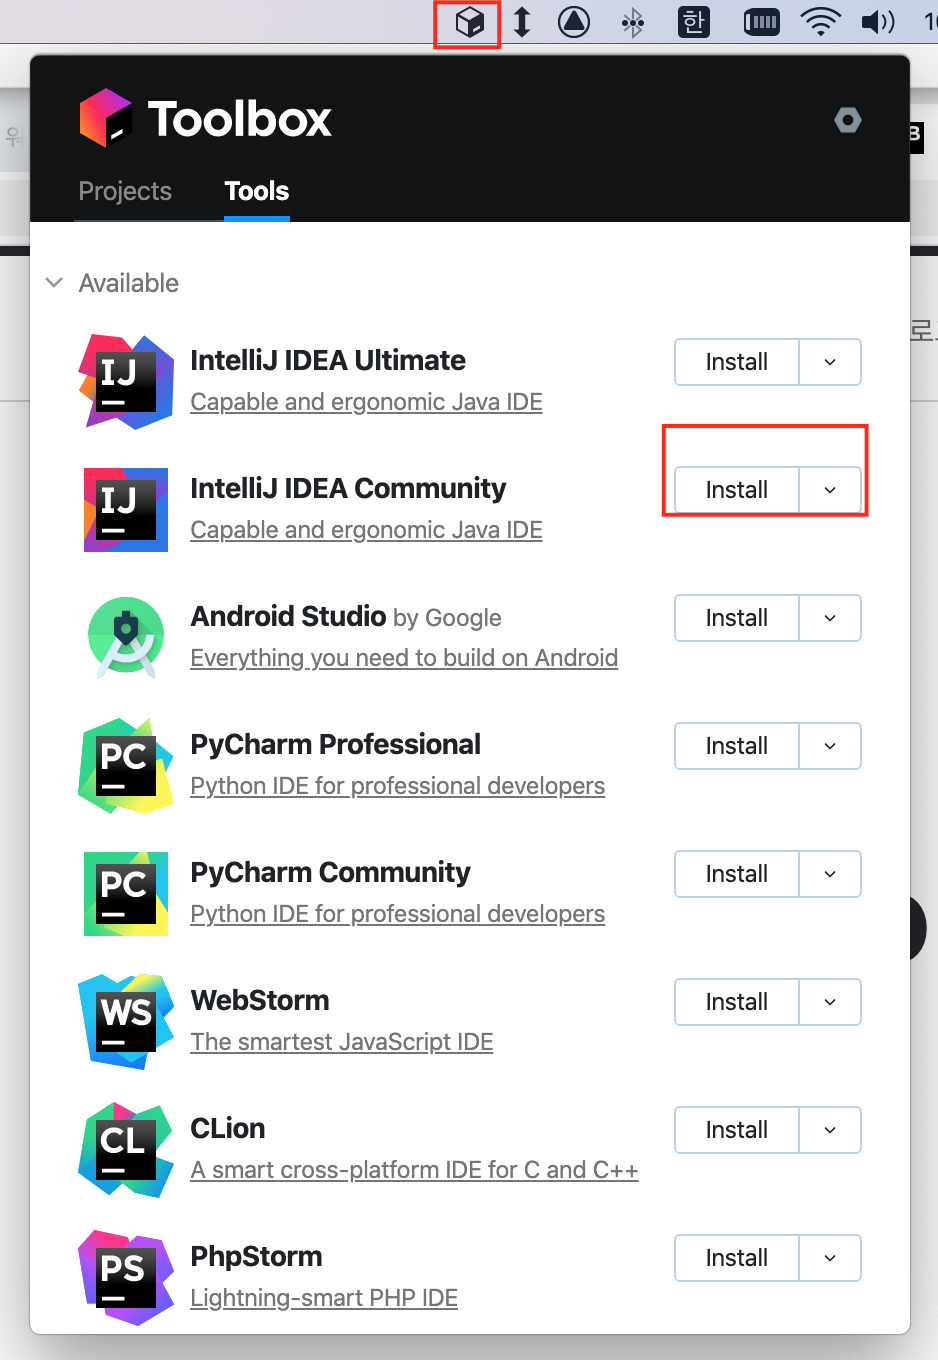 한
1
Toolbox
Projects
Tools
Available
IJ
IntelliJ IDEA Ultimate
Capable and ergonomic Java IDE
Install
IJ
IntelliJ IDEA Community
Capable and ergonomic Java IDE
Install
Android Studio by Google
Everything you need to build on Android
Install
PC
PyCharm Professional
Python IDE for professional developers
Install
PC
PyCharm Community
Python IDE for professional developers
Install
WS
WebStorm
The smartest JavaScript IDE
Install
CL
CLion
A smart cross-platform IDE for C and C++
Install
PS
PhpStorm
Lightning-smart PHP IDE
Install